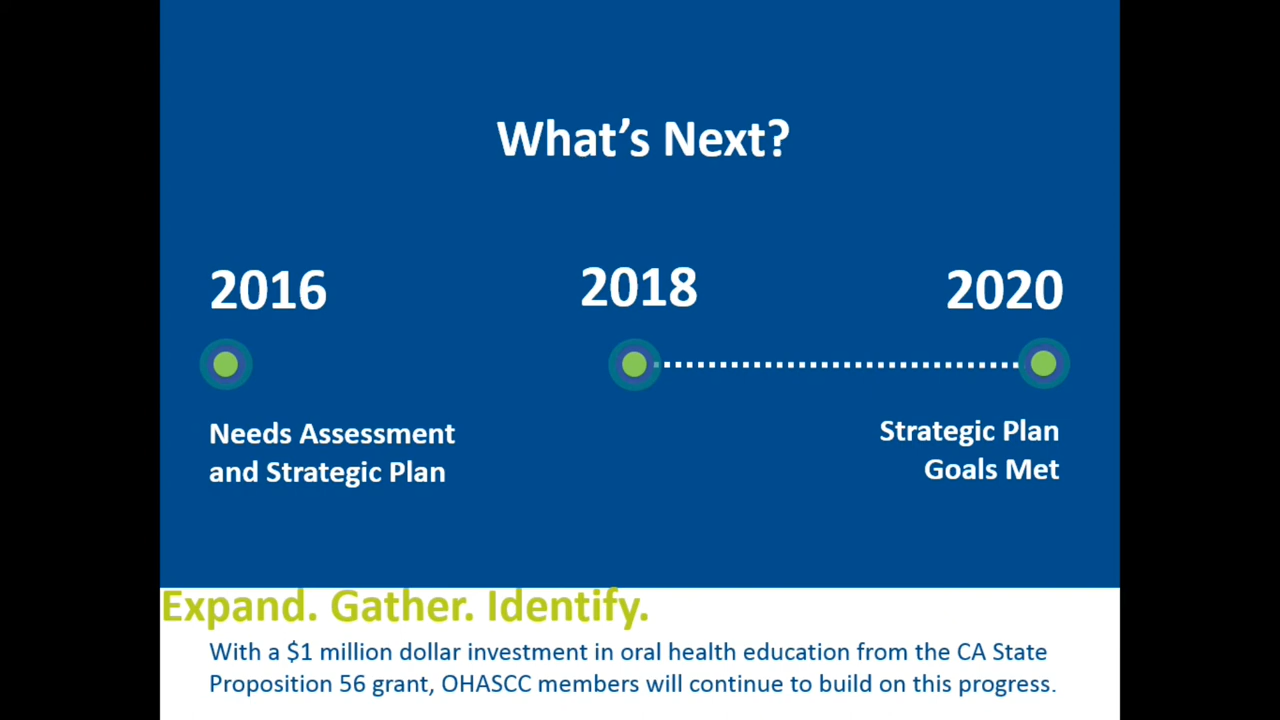 What's Next?
2016 2018 2020
Needs Assessment
and Strategic Plan
Strategic Plan
Goals Met
Expand. Gather. Identify.
With a $1 million dollar investment in oral health education from the CA State
Proposition 56 grant, OHASCC members will continue to build on this progress.